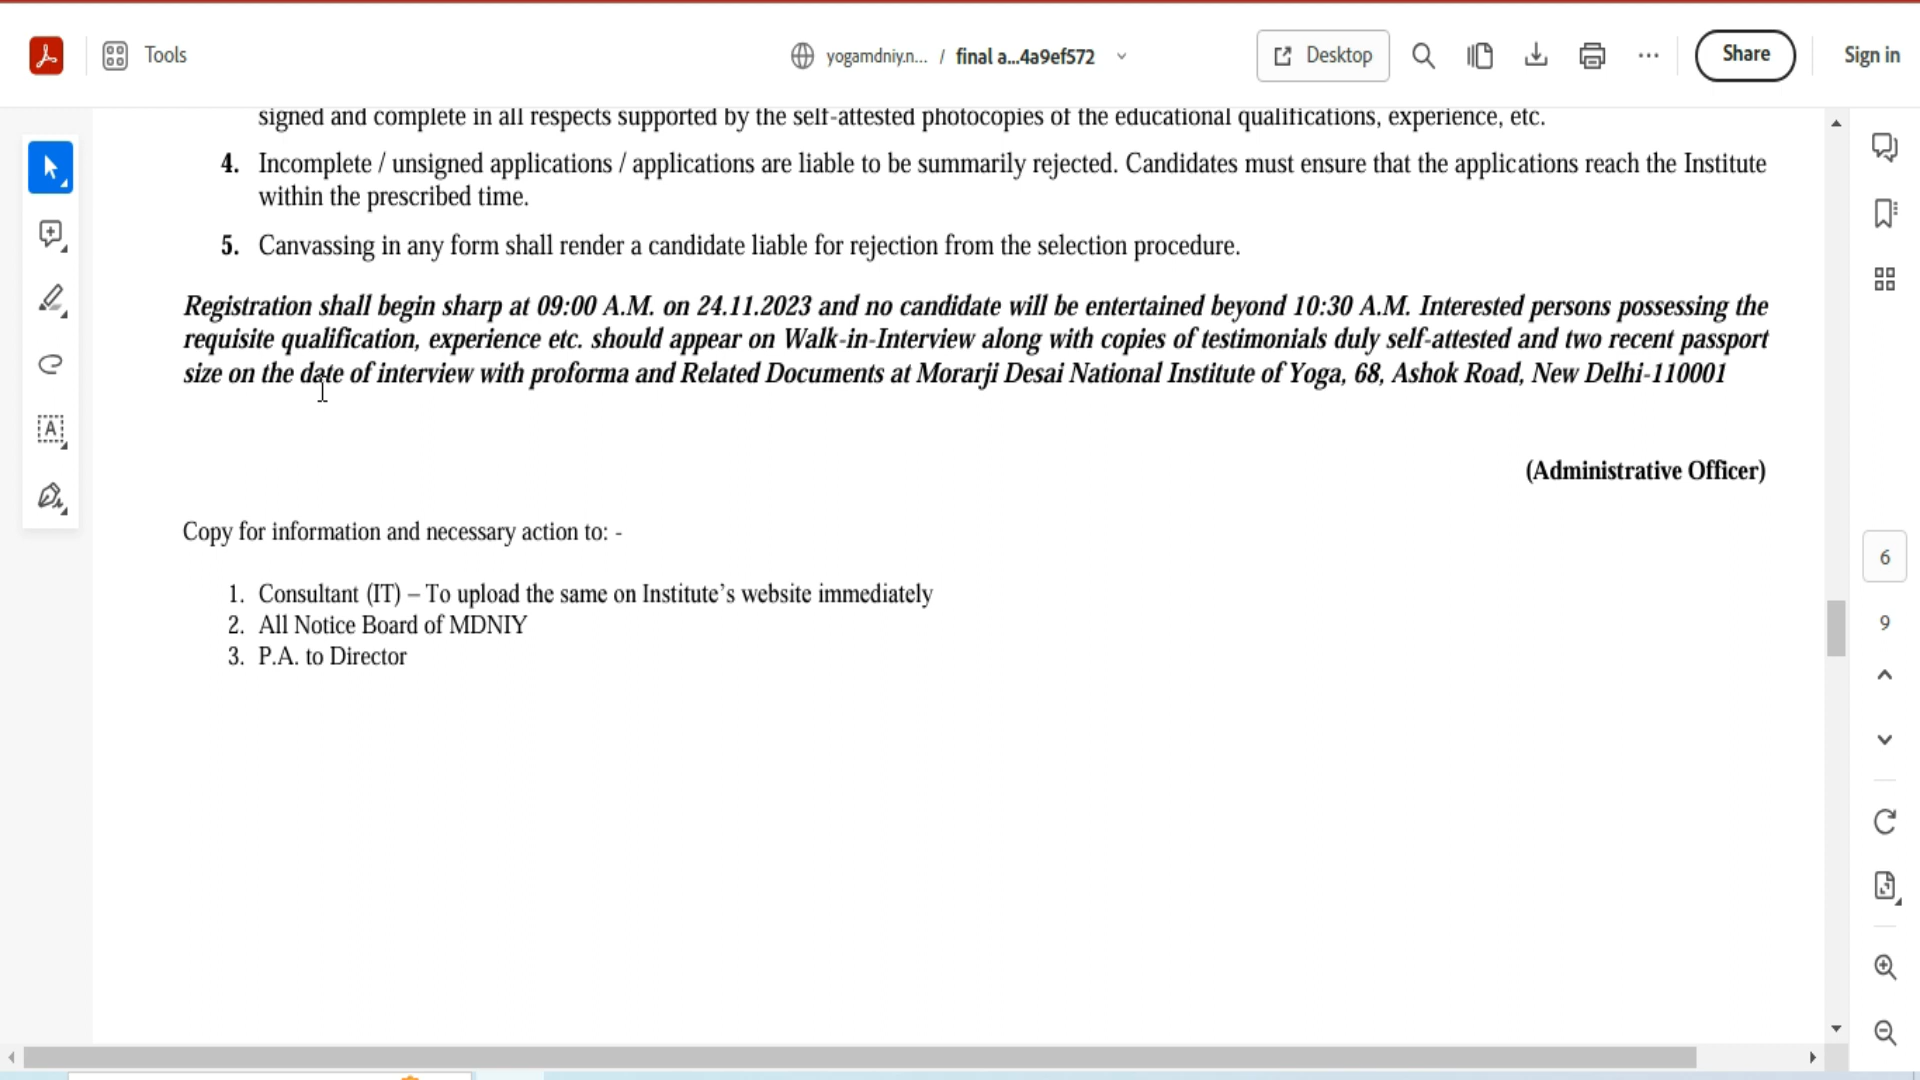 Tools
yogamdniy.n... / final a...4a9ef572
Desktop
Share
Sign in
signed and complete in all respects supported by the self-attested photocopies of the educational qualifications, experience, etc.
4. Incomplete / unsigned applications / applications are liable to be summarily rejected. Candidates must ensure that the applications reach the Institute
within the prescribed time.
5. Canvassing in any form shall render a candidate liable for rejection from the selection procedure.
Registration shall begin sharp at 09:00 A.M. on 24.11.2023 and no candidate will be entertained beyond 10:30 A.M. Interested persons possessing the
requisite qualification, experience etc. should appear on Walk-in-Interview along with copies of testimonials duly self-attested and two recent passport
size on the date of interview with proforma and Related Documents at Morarji Desai National Institute of Yoga, 68, Ashok Road, New Delhi-110001
(Administrative Officer)
Copy for information and necessary action to: -
1. Consultant (IT) – To upload the same on Institute’s website immediately
2. All Notice Board of MDNIY
3. P.A. to Director
6
9